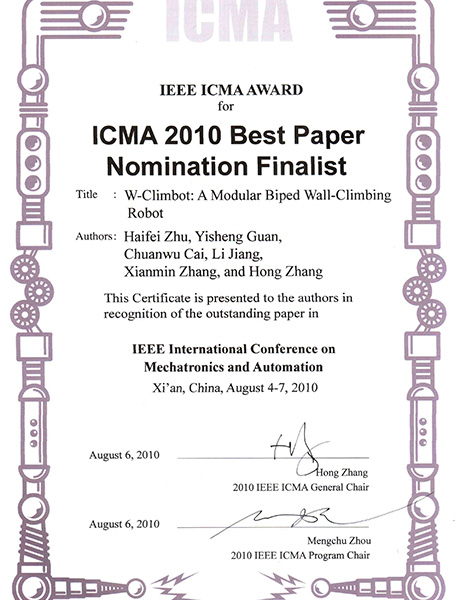 ICMA
IEEE ICMA AWARD
for
ICMA 2010 Best Paper
Nomination Finalist
Title : W-Climbot: A Modular Biped Wall-Climbing
Robot
Authors: Haifei Zhu, Yisheng Guan,
Chuanwu Cai, Li Jiang,
Xianmin Zhang, and Hong Zhang
This Certificate is presented to the authors in
recognition of the outstanding paper in
IEEE International Conference on
Mechatronics and Automation
Xi'an, China, August 4-7, 2010
August 6, 2010
Hong Zhang
2010 IEEE ICMA General Chair
August 6, 2010
Mengchu Zhou
2010 IEEE ICMA Program Chair